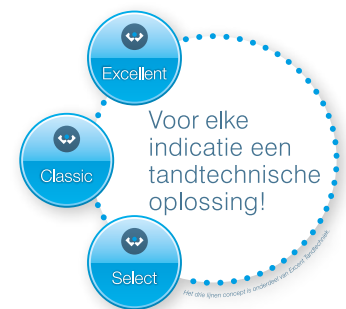 Excellent
Classic
Select
Voor elke
indicatie een
tandtechnische
oplossing!
Het drie lijnen concept is onderdeel van Excent Tandtechniek